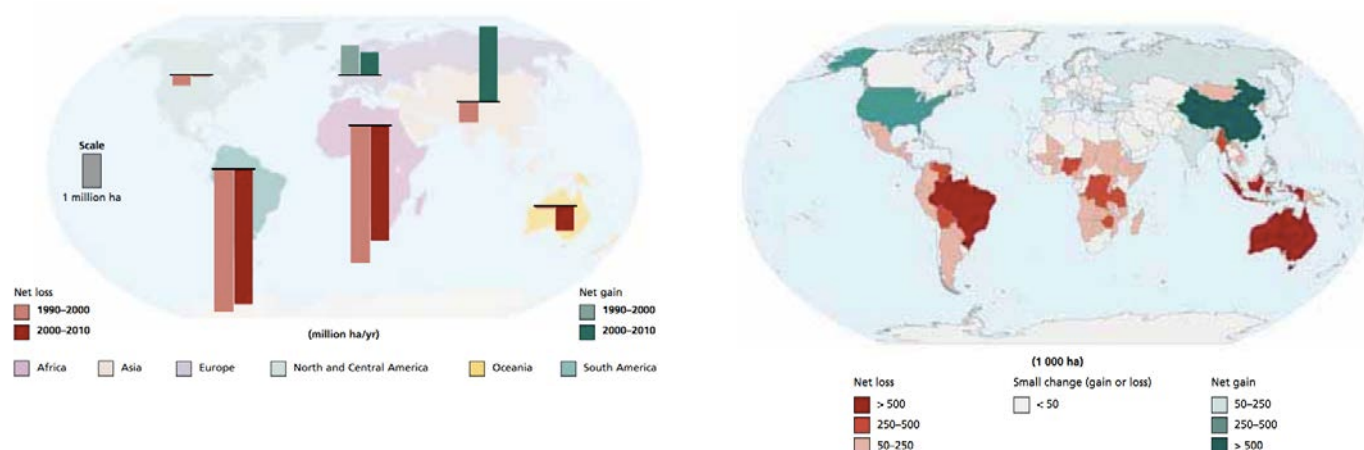 Scale
1 million ha
Net loss
1990–2000
2000–2010
(million ha/yr)
Net gain
1990–2000
2000–2010
Africa
Asia
Europe
North and Central America
Oceania
South America
(1 000 ha)
Net loss
> 500
250–500
50–250
Small change (gain or loss)
< 50
Net gain
50–250
250–500
> 500